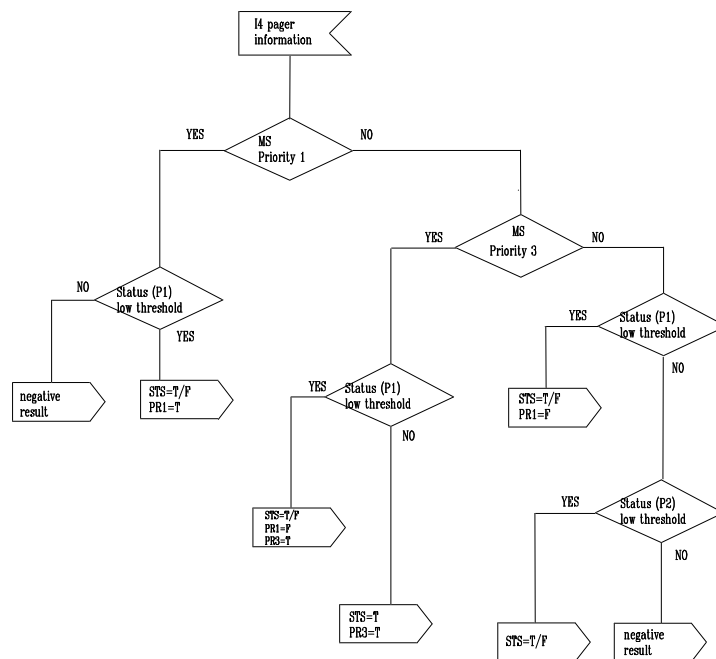 I4 pager
information
YES
MS
Priority 1
NO
YES
MS
Priority 3
NO
NO
Status (P1)
low threshold
YES
YES
Status (P1)
low threshold
NO
negative
result
STS=T/F
PR1=T
YES
Status (P1)
low threshold
NO
STS=T/F
PR1=F
STS=T/F
PR1=F
PR3=T
YES
Status (P2)
low threshold
NO
STS=T
PR3=T
STS=T/F
negative
result